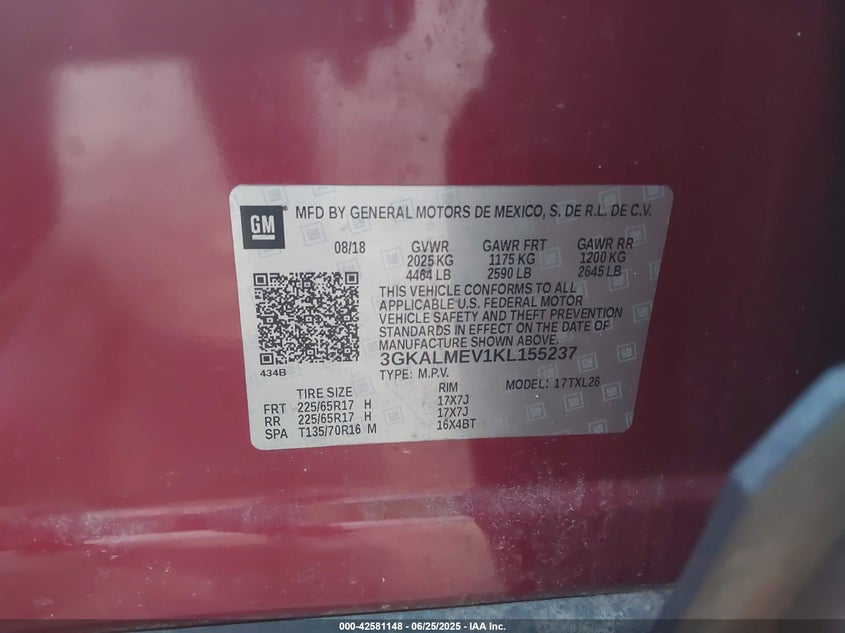 GM
MFD BY GENERAL MOTORS DE MEXICO, S. DE R.L. DE C.V.
08/18 GVWR GAWR FRT GAWR RR
2025 KG 1175 KG 1200 KG
4464 LB 2590 LB 2645 LB
THIS VEHICLE CONFORMS TO ALL
APPLICABLE U.S. FEDERAL MOTOR
VEHICLE SAFETY AND THEFT PREVENTION
STANDARDS IN EFFECT ON THE DATE OF
MANUFACTURE SHOWN ABOVE.
3GKALMEV1KL155237
434B
TYPE: M.P.V. MODEL: 17TXL26
TIRE SIZE RIM
FRT 225/65R17 H 17X7J
RR 225/65R17 H 17X7J
SPA T135/70R16 M 16X4BT
000-42581148 - 06/25/2025 - IAA Inc.